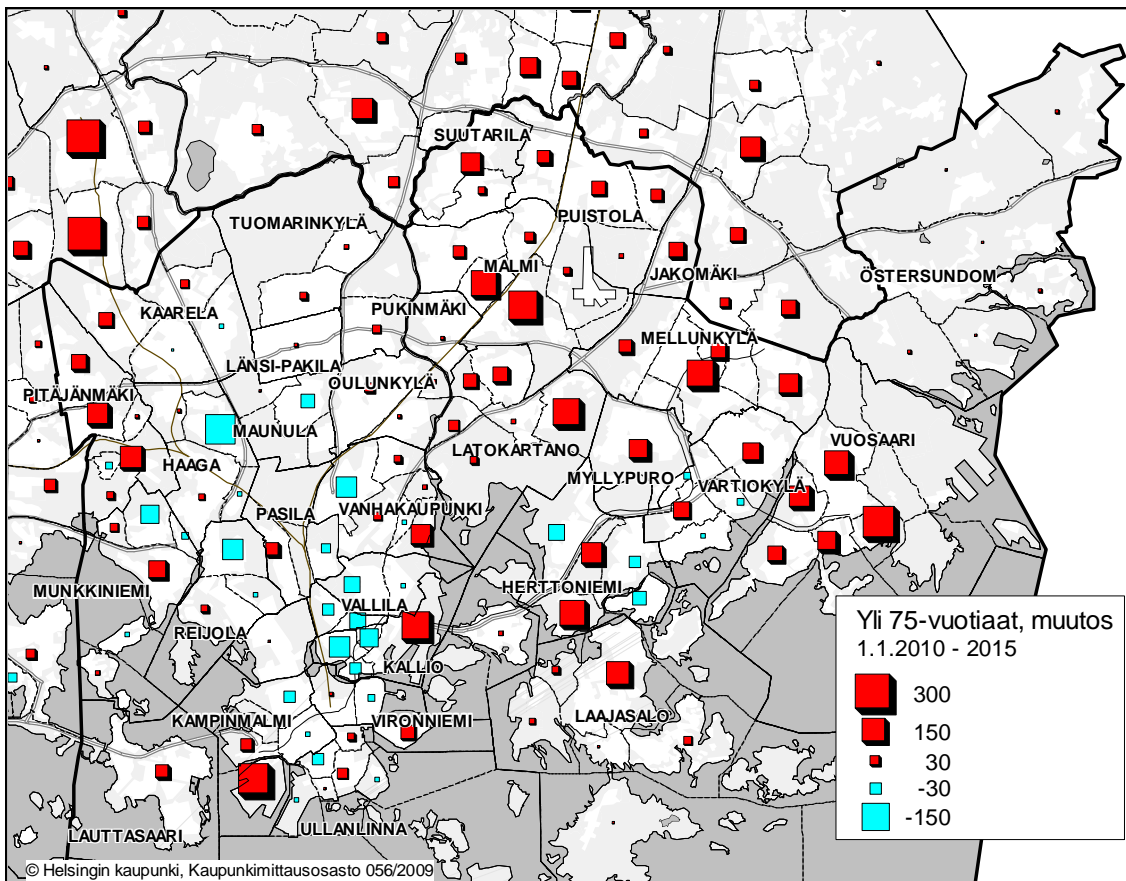 SUUTARILA
TUOMARINKYLÄ
PUISTOLA
MALMI
JAKOMÄKI
ÖSTERSUNDOM
KAARELA
PUKINMÄKI
MELLUNKYLÄ
LÄNSI-PAKILA
OULUNKYLÄ
PITÄJÄNMÄKI
MAUNULA
VUOSAARI
HAAGA
LATOKARTANO
MYLLYPURO
VARTIOKYLÄ
PASILA
VANHAKAUPUNKI
MUNKKINIEMI
HERTTONIEMI
VALLILA
REIJOLA
KALLIO
KAMPINMALMI
VIRONNIEMI
LAAJASALO
LAUTTASAARI
ULLANLINNA
Yli 75-vuotiaat, muutos
1.1.2010 - 2015
300
150
30
-30
-150
© Helsingin kaupunki, Kaupunkimittausosasto 056/2009